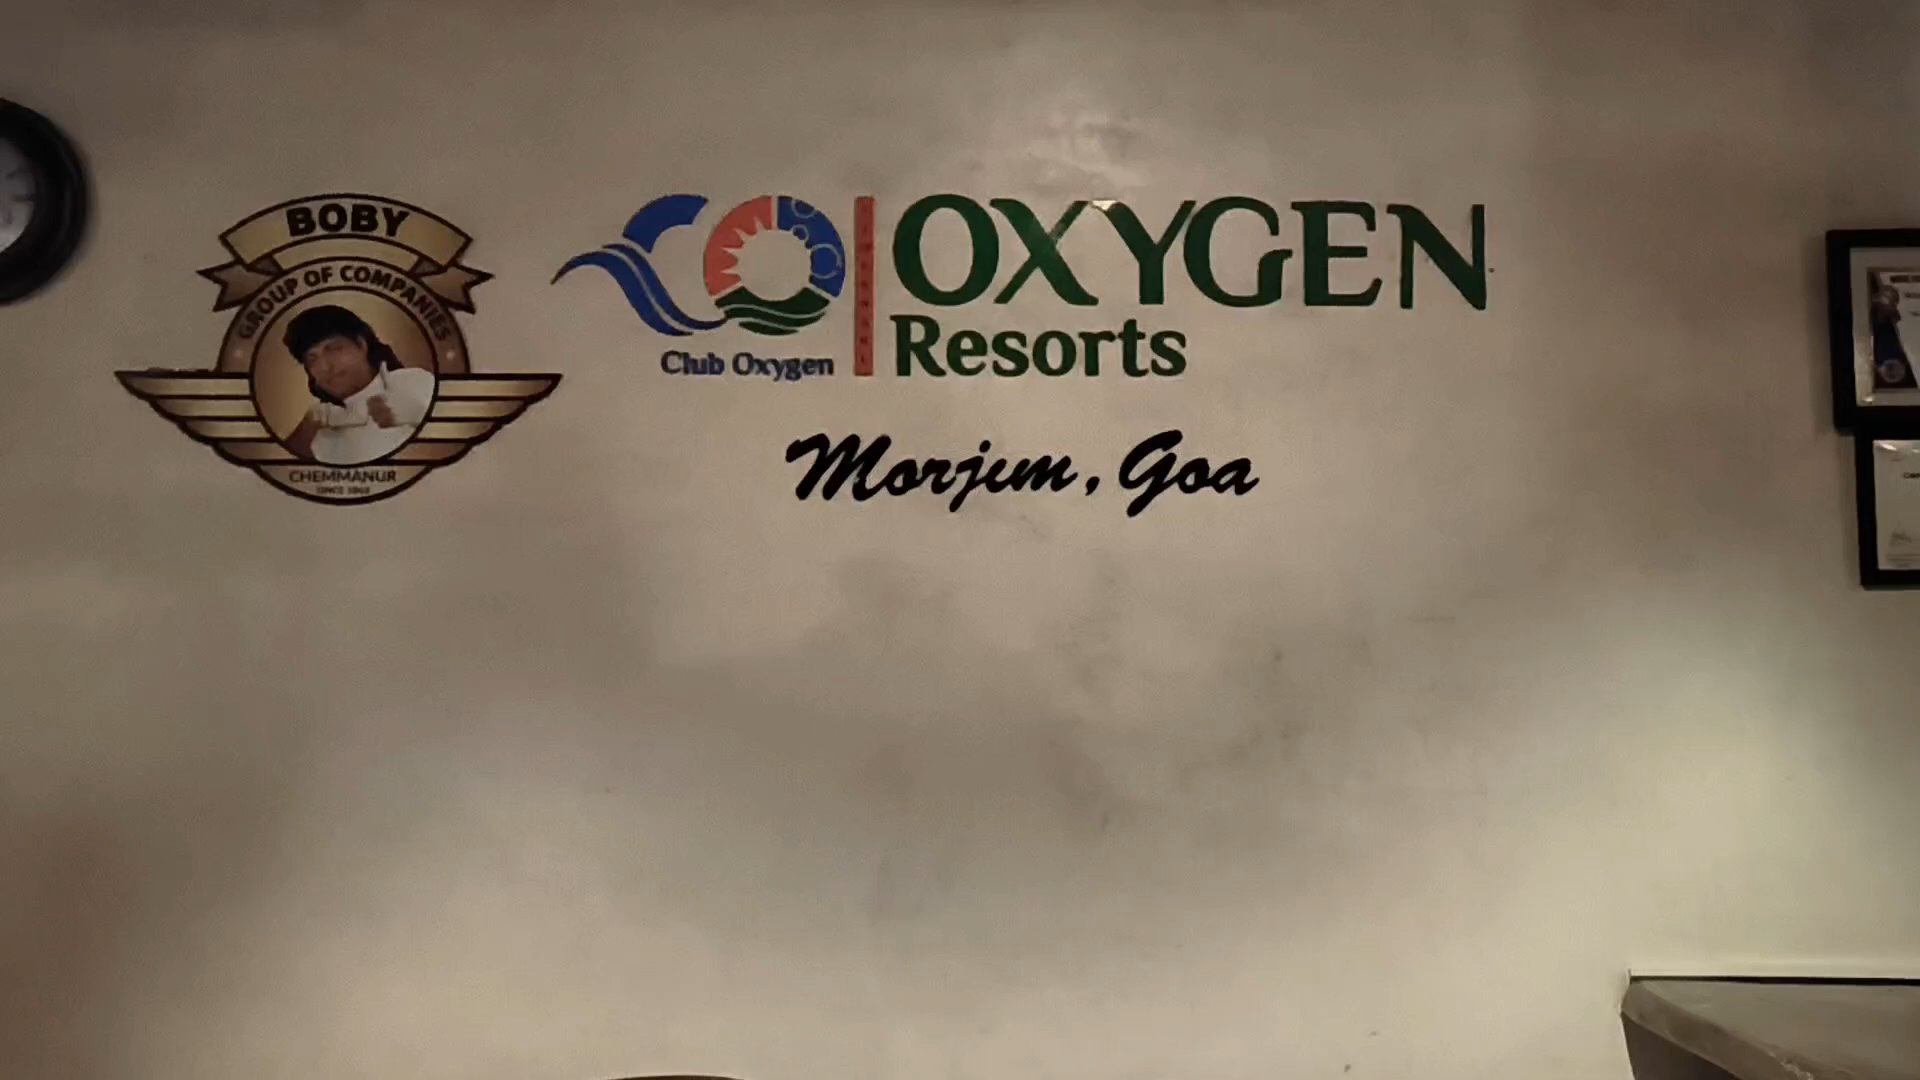 BOBY
GROUP OF COMPANIES
CHEMMANUR
Club Oxygen
OXYGEN
Resorts
Morjim, Goa